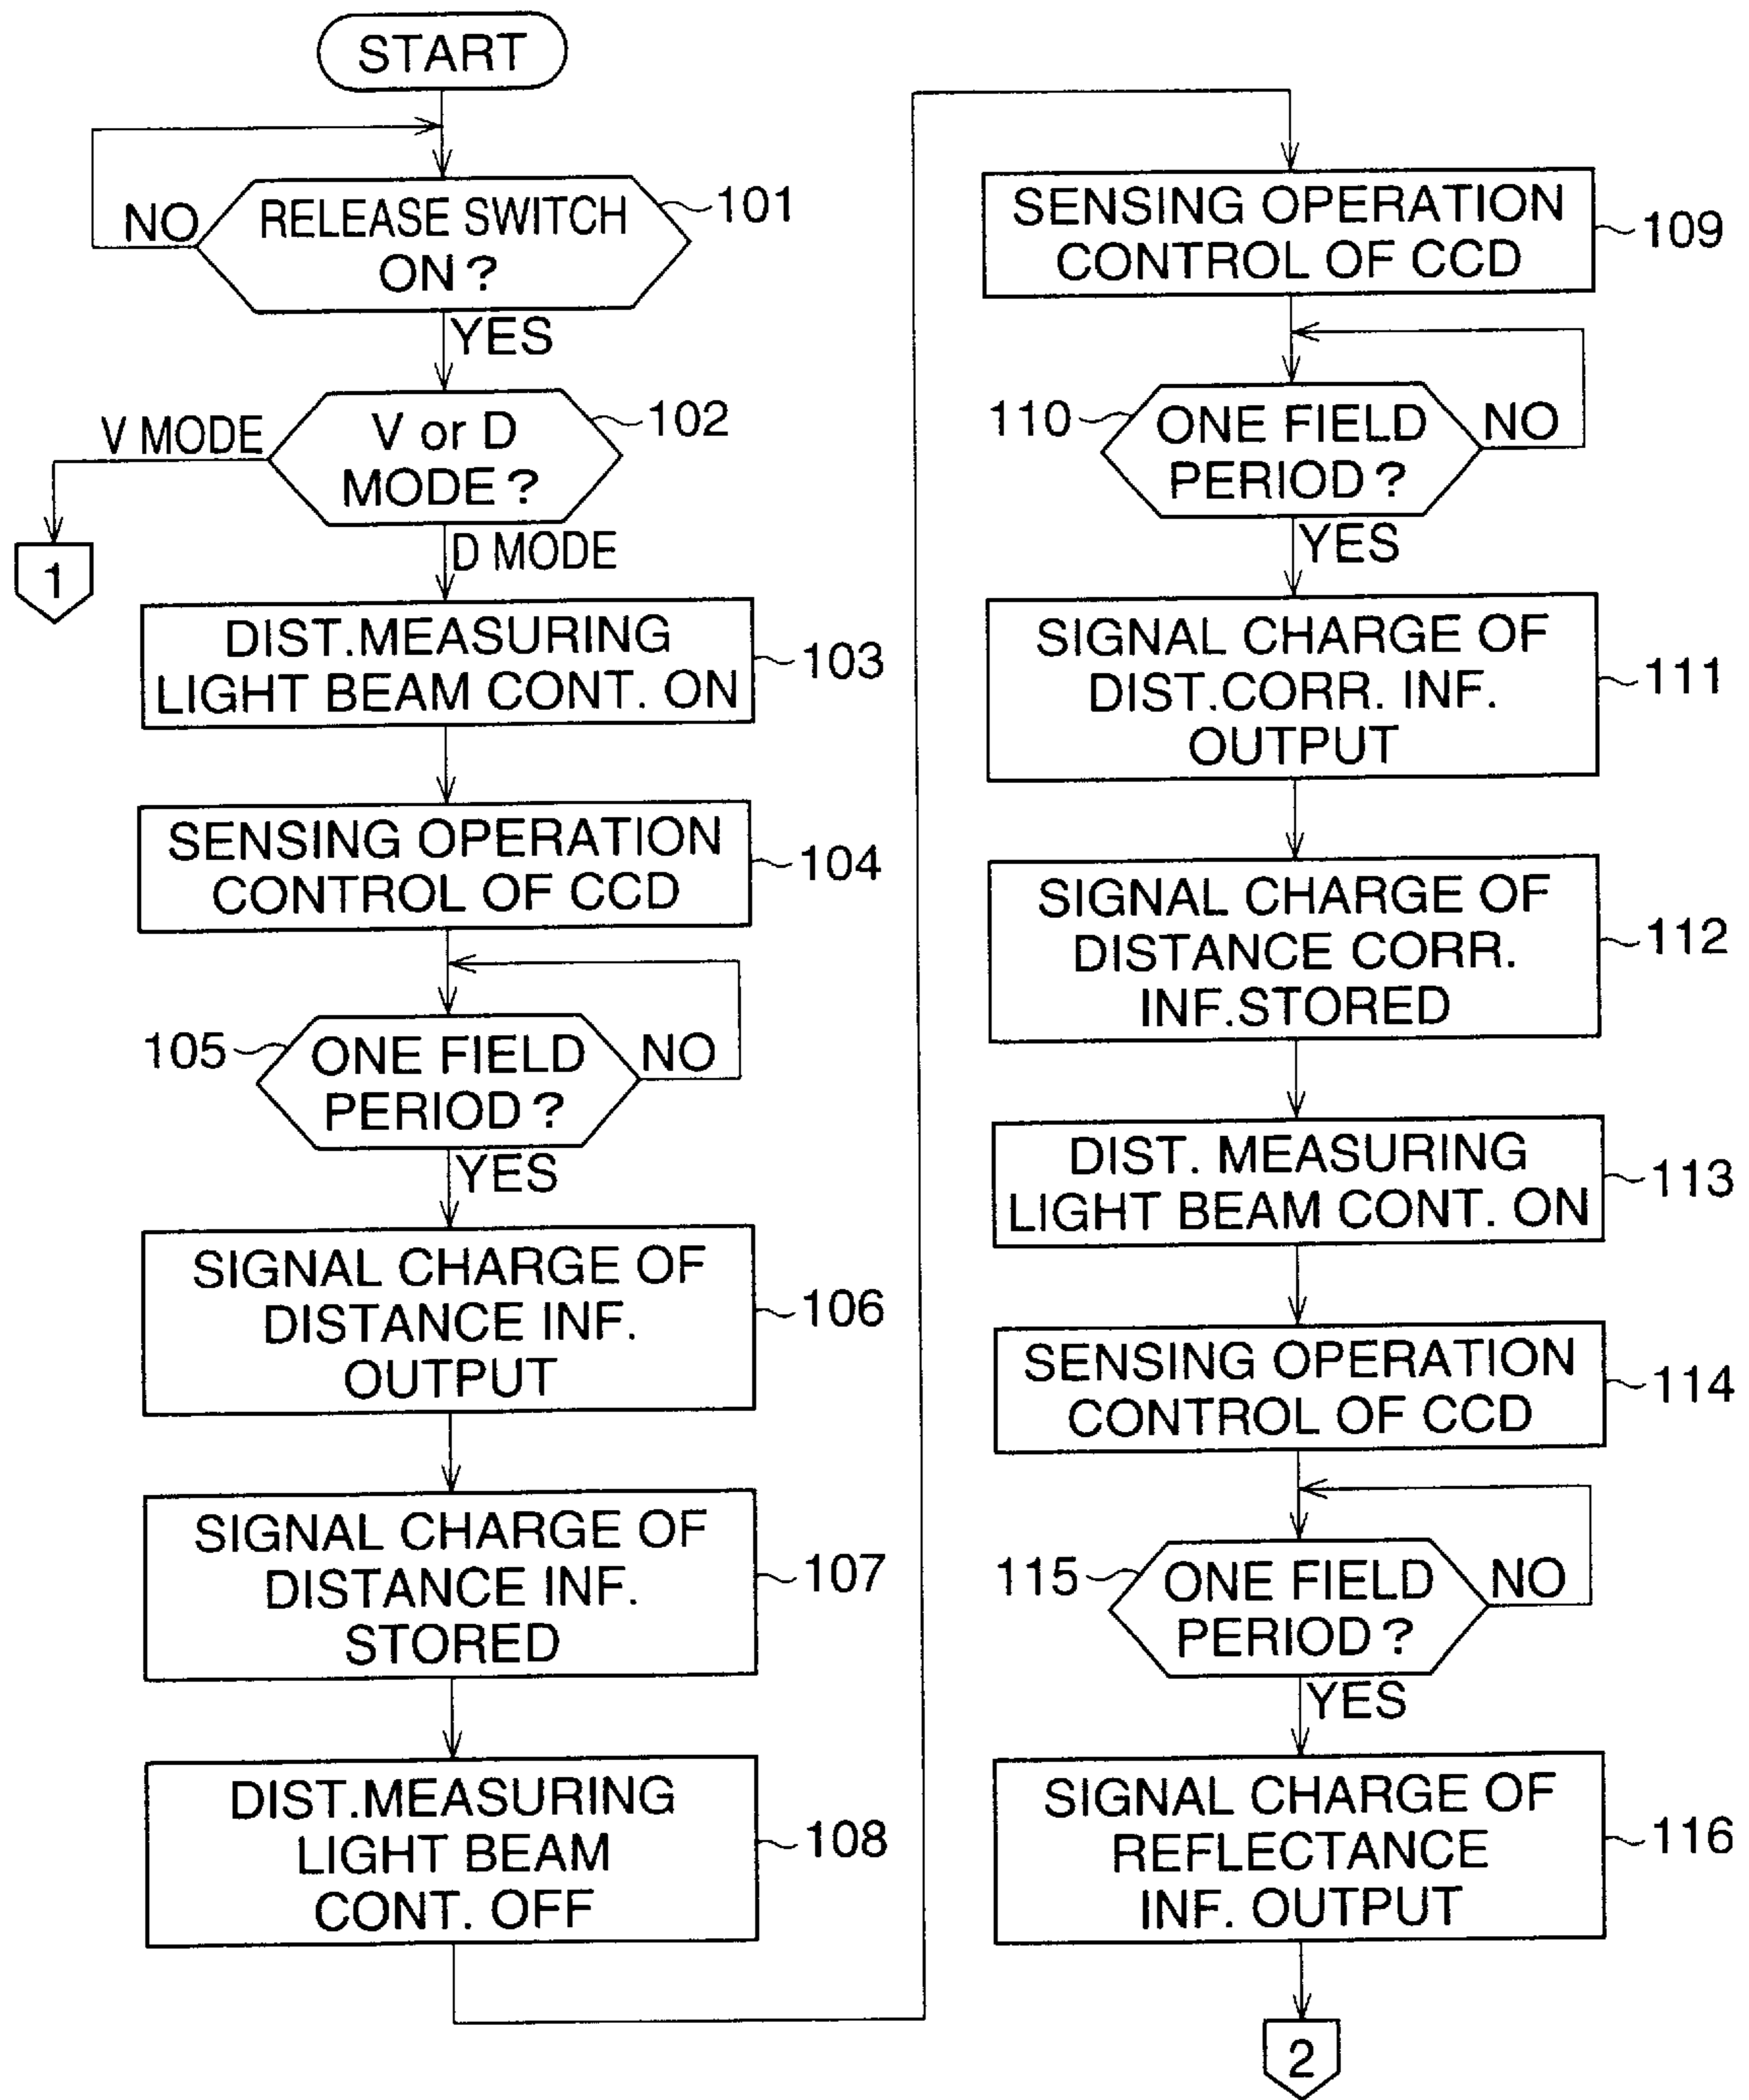 START
RELEASE SWITCH
ON ?
101
NO
YES
V or D
MODE ?
102
V MODE
1
D MODE
DIST.MEASURING
LIGHT BEAM CONT. ON
103
SENSING OPERATION
CONTROL OF CCD
104
105
ONE FIELD
PERIOD ?
NO
YES
SIGNAL CHARGE OF
DISTANCE INF.
OUTPUT
106
SIGNAL CHARGE OF
DISTANCE INF.
STORED
107
DIST.MEASURING
LIGHT BEAM
CONT. OFF
108
SENSING OPERATION
CONTROL OF CCD
109
110
ONE FIELD
PERIOD ?
NO
YES
SIGNAL CHARGE OF
DIST.CORR. INF.
OUTPUT
111
SIGNAL CHARGE OF
DISTANCE CORR.
INF.STORED
112
DIST. MEASURING
LIGHT BEAM CONT. ON
113
SENSING OPERATION
CONTROL OF CCD
114
115
ONE FIELD
PERIOD ?
NO
YES
SIGNAL CHARGE OF
REFLECTANCE
INF. OUTPUT
116
2